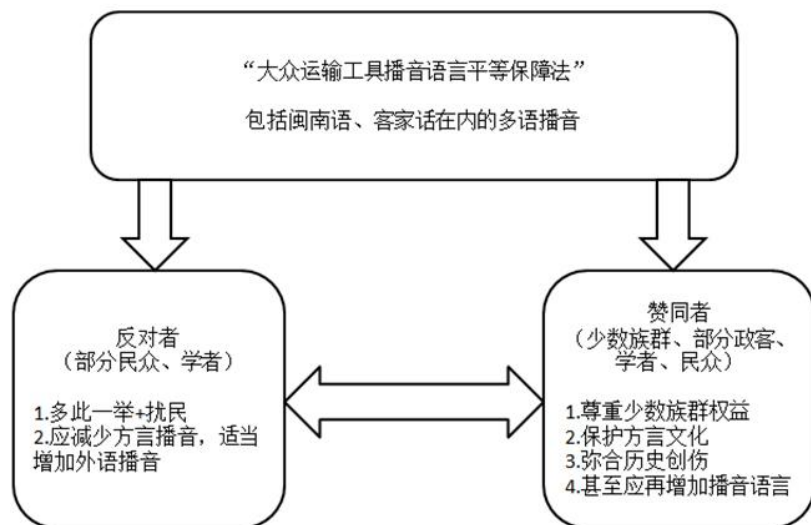 “大众运输工具播音语言平等保障法”
包括闽南语、客家话在内的多语播音
反对者
（部分民众、学者）
1.多此一举+扰民
2.应减少方言播音，适当
增加外语播音
赞同者
（少数族群、部分政客、
学者、民众）
1.尊重少数族群权益
2.保护方言文化
3.弥合历史创伤
4.甚至应再增加播音语言